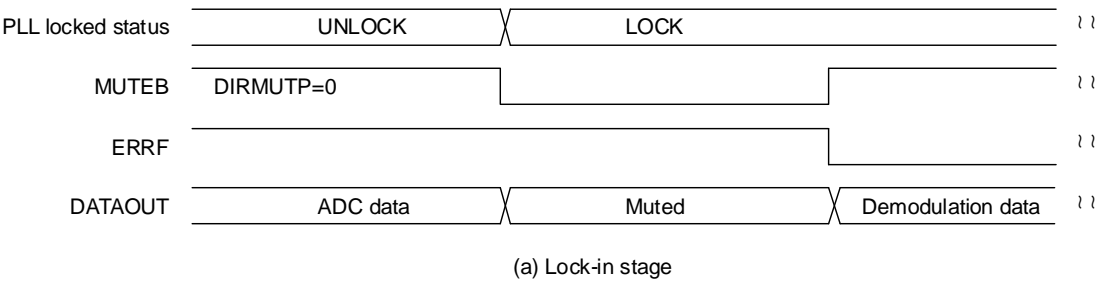 PLL locked status UNLOCK LOCK
MUTEB DIRMUTP=0
ERRF
DATAOUT ADC data Muted Demodulation data
(a) Lock-in stage